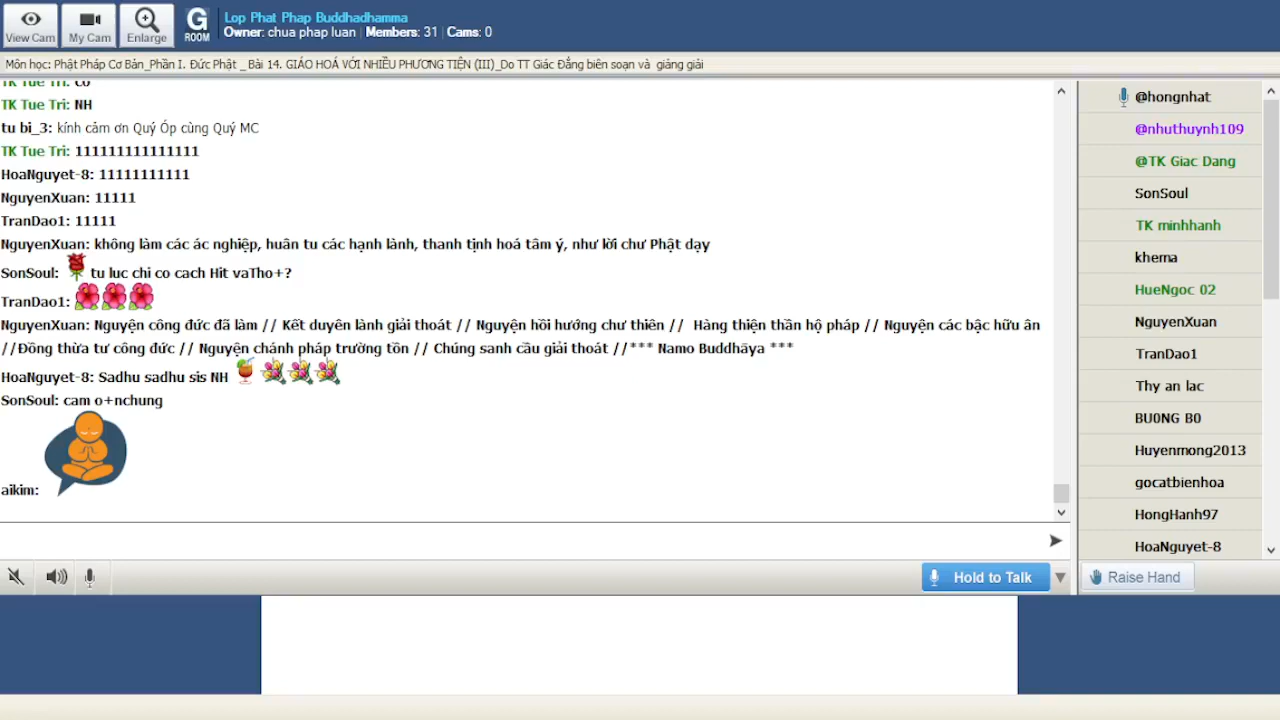 View Cam
My Cam
Enlarge
G
ROOM
Lop Phat Phap Buddhadhamma
Owner: chua phap luan | Members: 31 | Cams: 0
Môn học: Phật Pháp Cơ Bản_Phần I. Đức Phật _ Bài 14. GIÁO HOÁ VỚI NHIỀU PHƯƠNG TIỆN (III)_Do TT Giác Đẳng biên soạn và giảng giải
TK Tue Tri: co
TK Tue Tri: NH
tu bi_3: kính cảm ơn Quý Óp cùng Quý MC
TK Tue Tri: 111111111111111
HoaNguyet-8: 11111111111
NguyenXuan: 11111
TranDao1: 11111
NguyenXuan: không làm các ác nghiệp, huân tu các hạnh lành, thanh tịnh hoá tâm ý, như lời chư Phật dạy
SonSoul: tu luc chi co cach Hit vaTho+?
TranDao1:
NguyenXuan: Nguyện công đức đã làm // Kết duyên lành giải thoát // Nguyện hồi hướng chư thiên // Hàng thiện thần hộ pháp // Nguyện các bậc hữu ân
//Đồng thừa tư công đức // Nguyện chánh pháp trường tồn // Chúng sanh cầu giải thoát //*** Namo Buddhāya ***
HoaNguyet-8: Sadhu sadhu sis NH
SonSoul: cam o+nchung
aikim:
@hongnhat
@nhuthuynh109
@TK Giac Dang
SonSoul
TK minhhanh
khema
HueNgoc 02
NguyenXuan
TranDao1
Thy an lac
BU0NG B0
Huyenmong2013
gocatbienhoa
HongHanh97
HoaNguyet-8
Hold to Talk
Raise Hand